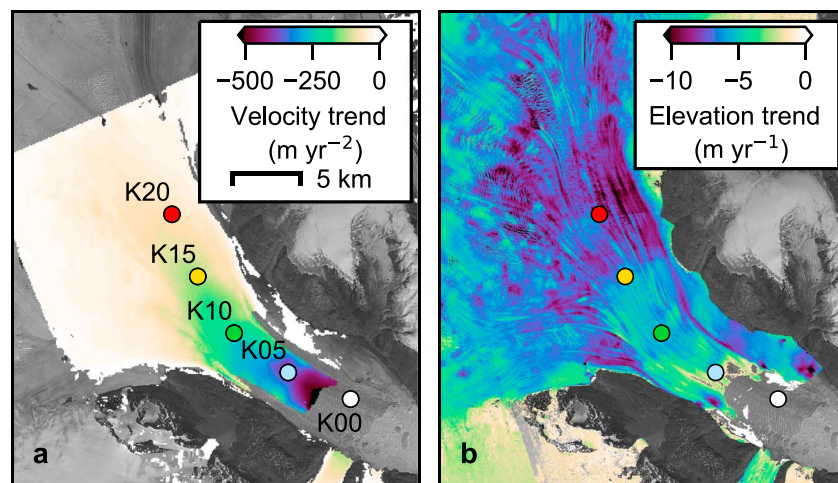 −500 −250 0
Velocity trend
(m yr⁻²)
5 km
K20
K15
K10
K05
K00
a
−10 −5 0
Elevation trend
(m yr⁻¹)
b